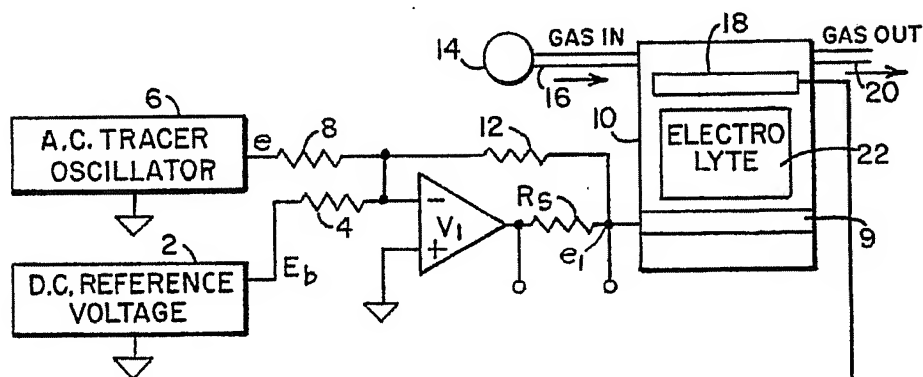 14
GAS IN
18
GAS OUT
16
20
6
A.C. TRACER
OSCILLATOR
e
8
12
10
ELECTRO
LYTE
22
4
−
V1
+
RS
e1
9
2
D.C. REFERENCE
VOLTAGE
Eb